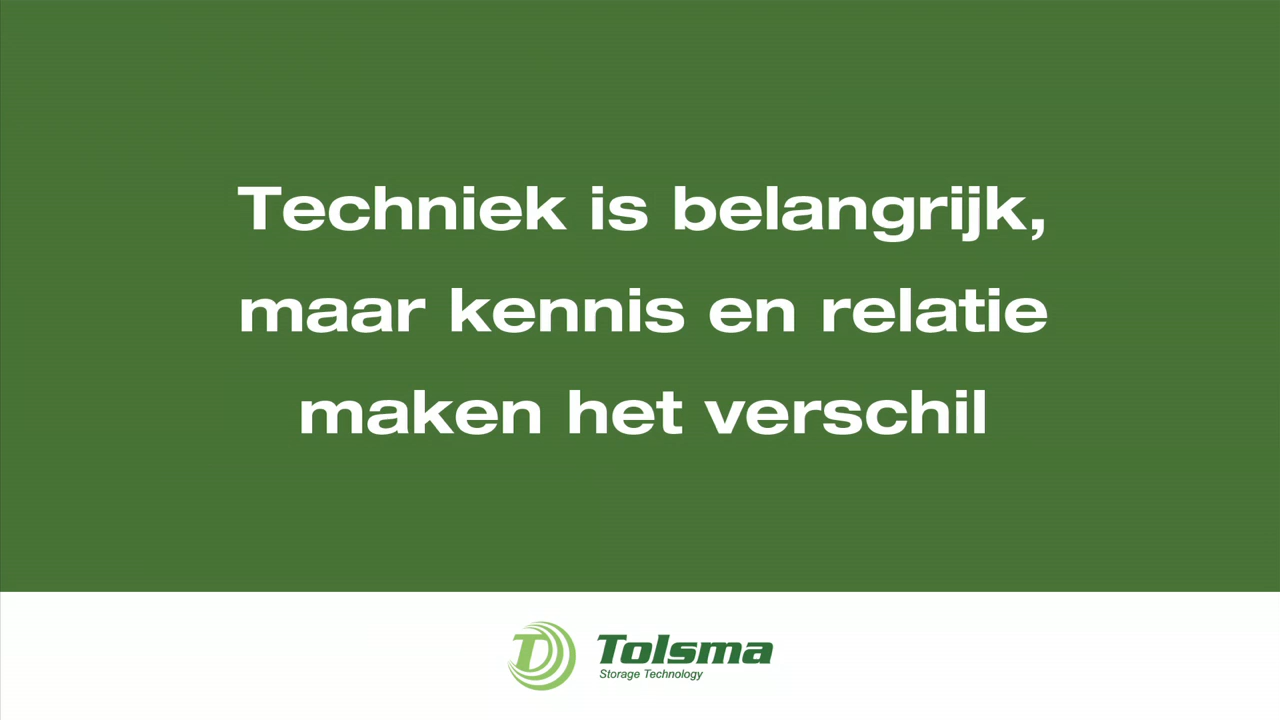 Techniek is belangrijk,
maar kennis en relatie
maken het verschil
Tolsma
Storage Technology